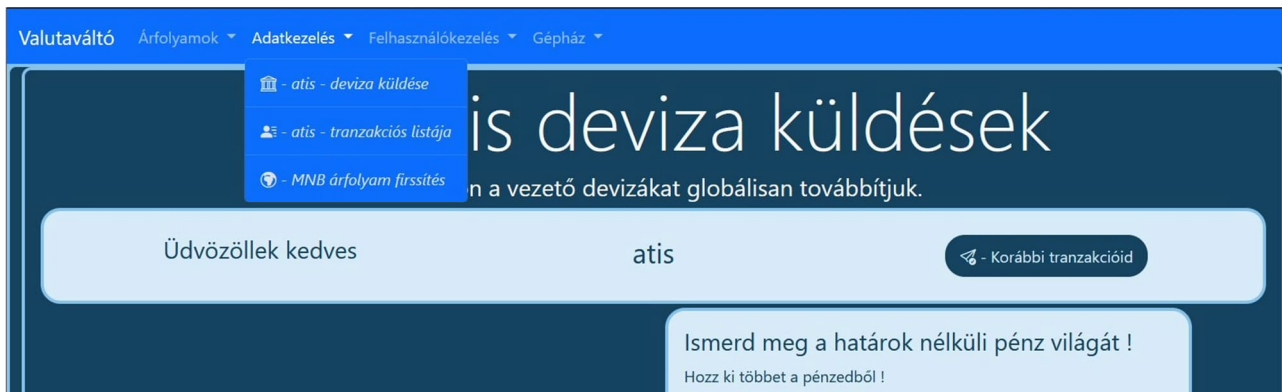 Valutaváltó Árfolyamok Adatkezelés Felhasználókezelés Gépház
- atis - deviza küldése
- atis - tranzakciós listája
- MNB árfolyam firssítés
is deviza küldések
n a vezető devizákat globálisan továbbítjuk.
Üdvözöllek kedves atis - Korábbi tranzakcióid
Ismerd meg a határok nélküli pénz világát !
Hozz ki többet a pénzedből !